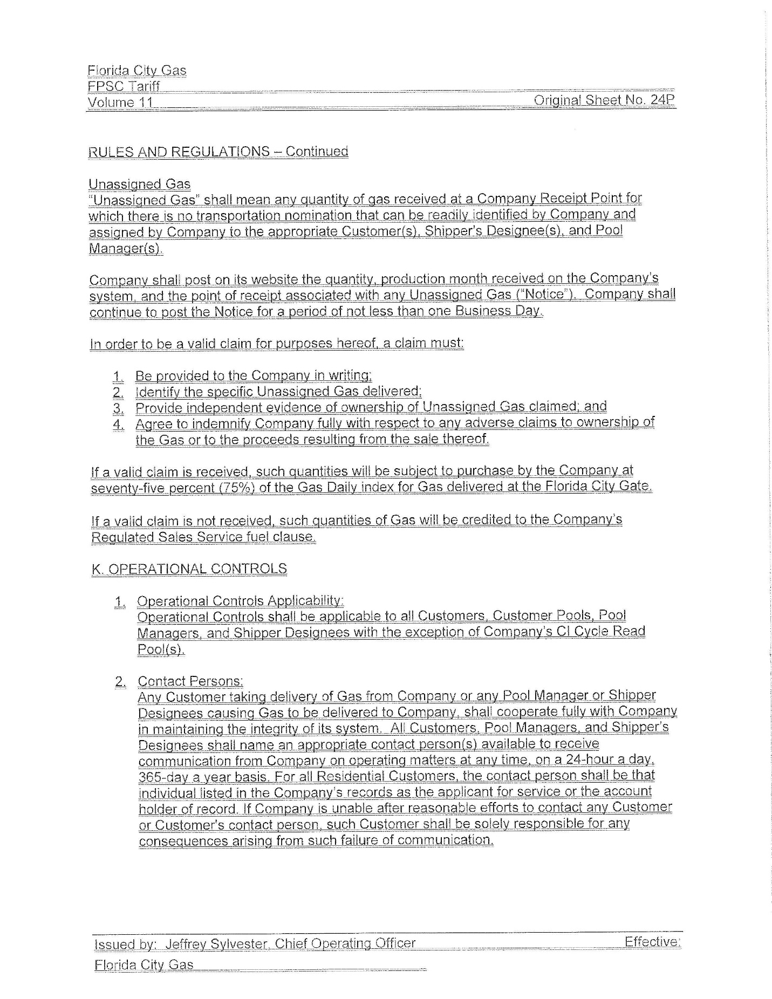 Florida City Gas
FPSC Tariff
Volume 11 Original Sheet No. 24P
RULES AND REGULATIONS – Continued
Unassigned Gas
"Unassigned Gas" shall mean any quantity of gas received at a Company Receipt Point for
which there is no transportation nomination that can be readily identified by Company and
assigned by Company to the appropriate Customer(s), Shipper's Designee(s), and Pool
Manager(s).
Company shall post on its website the quantity, production month received on the Company's
system, and the point of receipt associated with any Unassigned Gas ("Notice"). Company shall
continue to post the Notice for a period of not less than one Business Day.
In order to be a valid claim for purposes hereof, a claim must:
1. Be provided to the Company in writing;
2. Identify the specific Unassigned Gas delivered;
3. Provide independent evidence of ownership of Unassigned Gas claimed; and
4. Agree to indemnify Company fully with respect to any adverse claims to ownership of
the Gas or to the proceeds resulting from the sale thereof.
If a valid claim is received, such quantities will be subject to purchase by the Company at
seventy-five percent (75%) of the Gas Daily index for Gas delivered at the Florida City Gate.
If a valid claim is not received, such quantities of Gas will be credited to the Company's
Regulated Sales Service fuel clause.
K. OPERATIONAL CONTROLS
1. Operational Controls Applicability:
Operational Controls shall be applicable to all Customers, Customer Pools, Pool
Managers, and Shipper Designees with the exception of Company's CI Cycle Read
Pool(s).
2. Contact Persons:
Any Customer taking delivery of Gas from Company or any Pool Manager or Shipper
Designees causing Gas to be delivered to Company, shall cooperate fully with Company
in maintaining the integrity of its system. All Customers, Pool Managers, and Shipper's
Designees shall name an appropriate contact person(s) available to receive
communication from Company on operating matters at any time, on a 24-hour a day,
365-day a year basis. For all Residential Customers, the contact person shall be that
individual listed in the Company's records as the applicant for service or the account
holder of record. If Company is unable after reasonable efforts to contact any Customer
or Customer's contact person, such Customer shall be solely responsible for any
consequences arising from such failure of communication.
Issued by: Jeffrey Sylvester, Chief Operating Officer Effective:
Florida City Gas